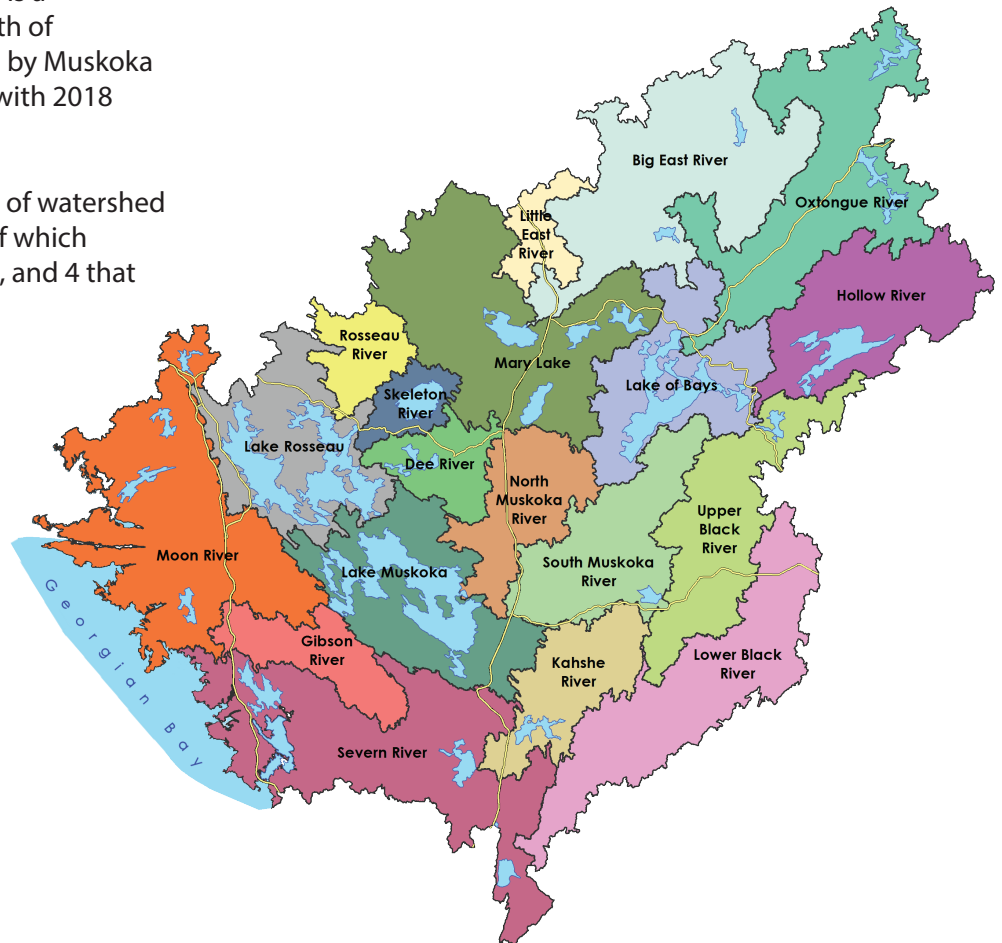 is a
th of
by Muskoka
with 2018
of watershed
f which
, and 4 that
Big East River
Oxtongue River
Little
East
River
Hollow River
Rosseau
River
Mary Lake
Lake of Bays
Skeleton
River
Lake Rosseau
Dee River
North
Muskoka
River
Upper
Black
River
Moon River
Lake Muskoka
South Muskoka
River
Georgian Bay
Gibson
River
Kahshe
River
Lower Black
River
Severn River